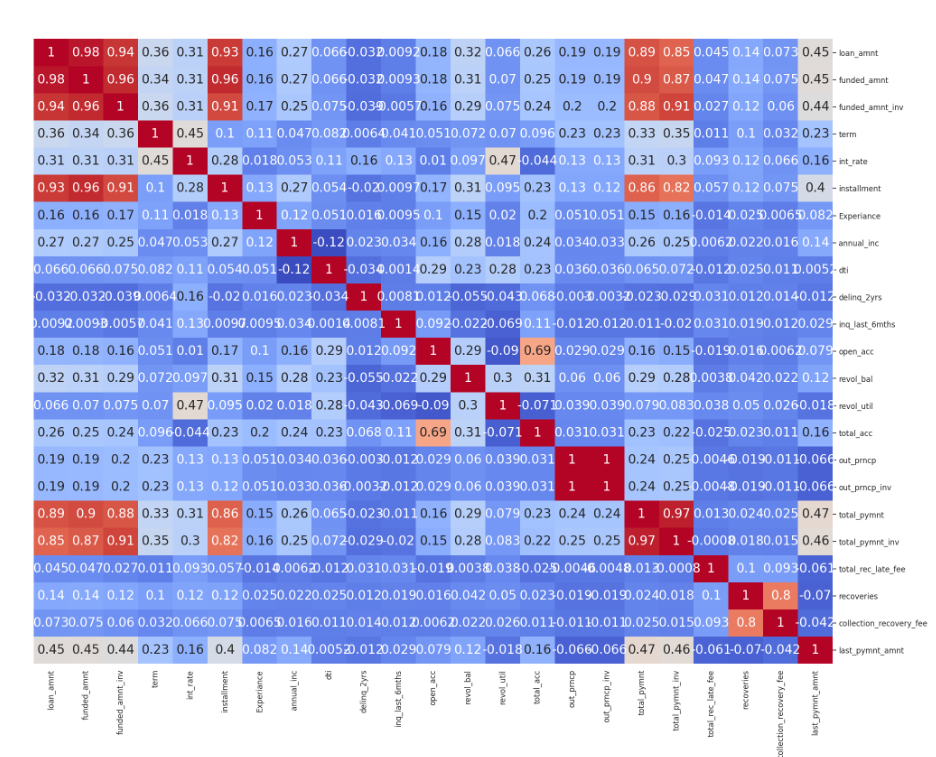 1 0.98 0.94 0.36 0.31 0.93 0.16 0.27 0.066 -0.032 0.0092 0.18 0.32 0.066 0.26 0.19 0.19 0.89 0.85 0.045 0.14 0.073 0.45 loan_amnt
0.98 1 0.96 0.34 0.31 0.96 0.16 0.27 0.066 -0.032 0.0093 0.18 0.31 0.07 0.25 0.19 0.19 0.9 0.87 0.047 0.14 0.075 0.45 funded_amnt
0.94 0.96 1 0.36 0.31 0.91 0.17 0.25 0.075 -0.039 -0.0057 0.16 0.29 0.075 0.24 0.2 0.2 0.88 0.91 0.027 0.12 0.06 0.44 funded_amnt_inv
0.36 0.34 0.36 1 0.45 0.1 0.11 0.047 0.082 0.0064 0.041 0.051 0.072 0.07 0.096 0.23 0.23 0.33 0.35 0.011 0.1 0.032 0.23 term
0.31 0.31 0.31 0.45 1 0.28 0.018 0.053 0.11 0.16 0.13 0.01 0.097 0.47 -0.044 0.13 0.13 0.31 0.3 0.093 0.12 0.066 0.16 int_rate
0.93 0.96 0.91 0.1 0.28 1 0.13 0.27 0.054 -0.02 0.0097 0.17 0.31 0.095 0.23 0.13 0.12 0.86 0.82 0.057 0.12 0.075 0.4 installment
0.16 0.16 0.17 0.11 0.018 0.13 1 0.12 0.051 0.016 0.0095 0.1 0.15 0.02 0.2 0.051 0.051 0.15 0.16 -0.014 0.025 0.0065 0.082 Experiance
0.27 0.27 0.25 0.047 0.053 0.27 0.12 1 -0.12 0.023 0.034 0.16 0.28 0.018 0.24 0.034 0.033 0.26 0.25 0.0062 0.022 0.016 0.14 annual_inc
0.066 0.066 0.075 0.082 0.11 0.054 0.051 -0.12 1 -0.034 0.0014 0.29 0.23 0.28 0.23 0.036 0.036 0.065 0.072 -0.012 0.025 0.011 0.0052 dti
-0.032 -0.032 -0.039 0.0064 0.16 -0.02 0.016 0.023 -0.034 1 0.0081 0.012 -0.055 -0.043 0.068 -0.003 -0.0032 -0.023 -0.029 0.031 0.012 0.014 -0.012 delinq_2yrs
0.0092 0.0093 -0.0057 0.041 0.13 0.0097 0.0095 0.034 0.0014 0.0081 1 0.092 -0.022 -0.069 0.11 -0.012 -0.012 -0.011 -0.02 0.031 0.019 0.012 0.029 inq_last_6mths
0.18 0.18 0.16 0.051 0.01 0.17 0.1 0.16 0.29 0.012 0.092 1 0.29 -0.09 0.69 0.029 0.029 0.16 0.15 -0.019 0.016 0.0062 0.079 open_acc
0.32 0.31 0.29 0.072 0.097 0.31 0.15 0.28 0.23 -0.055 -0.022 0.29 1 0.3 0.31 0.06 0.06 0.29 0.28 0.0038 0.042 0.022 0.12 revol_bal
0.066 0.07 0.075 0.07 0.47 0.095 0.02 0.018 0.28 -0.043 -0.069 -0.09 0.3 1 -0.071 0.039 0.039 0.079 0.083 0.038 0.05 0.026 -0.018 revol_util
0.26 0.25 0.24 0.096 -0.044 0.23 0.2 0.24 0.23 0.068 0.11 0.69 0.31 -0.071 1 0.031 0.031 0.23 0.22 -0.025 0.023 0.011 0.16 total_acc
0.19 0.19 0.2 0.23 0.13 0.13 0.051 0.034 0.036 -0.003 -0.012 0.029 0.06 0.039 0.031 1 1 0.24 0.25 0.0046 -0.019 -0.011 -0.066 out_prncp
0.19 0.19 0.2 0.23 0.13 0.12 0.051 0.033 0.036 0.0032 -0.012 0.029 0.06 0.039 0.031 1 1 0.24 0.25 0.0048 -0.019 -0.011 -0.066 out_prncp_inv
0.89 0.9 0.88 0.33 0.31 0.86 0.15 0.26 0.065 -0.023 -0.011 0.16 0.29 0.079 0.23 0.24 0.24 1 0.97 0.013 0.024 0.025 0.47 total_pymnt
0.85 0.87 0.91 0.35 0.3 0.82 0.16 0.25 0.072 -0.029 -0.02 0.15 0.28 0.083 0.22 0.25 0.25 0.97 1 -0.0008 0.018 0.015 0.46 total_pymnt_inv
0.045 0.047 0.027 0.011 0.093 0.057 -0.014 0.0062 -0.012 0.031 0.031 -0.019 0.0038 0.038 -0.025 -0.0046 0.0048 0.013 -0.0008 1 0.1 0.093 -0.061 total_rec_late_fee
0.14 0.14 0.12 0.1 0.12 0.12 0.025 0.022 0.025 0.012 0.019 0.016 0.042 0.05 0.023 -0.019 -0.019 0.024 0.018 0.1 1 0.8 -0.07 recoveries
0.073 0.075 0.06 0.032 0.066 0.075 0.0065 0.016 0.011 0.014 0.012 0.0062 0.022 0.026 0.011 -0.011 -0.011 0.025 0.015 0.093 0.8 1 -0.042 collection_recovery_fee
0.45 0.45 0.44 0.23 0.16 0.4 0.082 0.14 0.0052 -0.012 0.029 0.079 0.12 -0.018 0.16 -0.066 -0.066 0.47 0.46 -0.061 -0.07 -0.042 1 last_pymnt_amnt
loan_amnt
funded_amnt
funded_amnt_inv
term
int_rate
installment
Experiance
annual_inc
dti
delinq_2yrs
inq_last_6mths
open_acc
revol_bal
revol_util
total_acc
out_prncp
out_prncp_inv
total_pymnt
total_pymnt_inv
total_rec_late_fee
recoveries
ollection_recovery_fee
last_pymnt_amnt